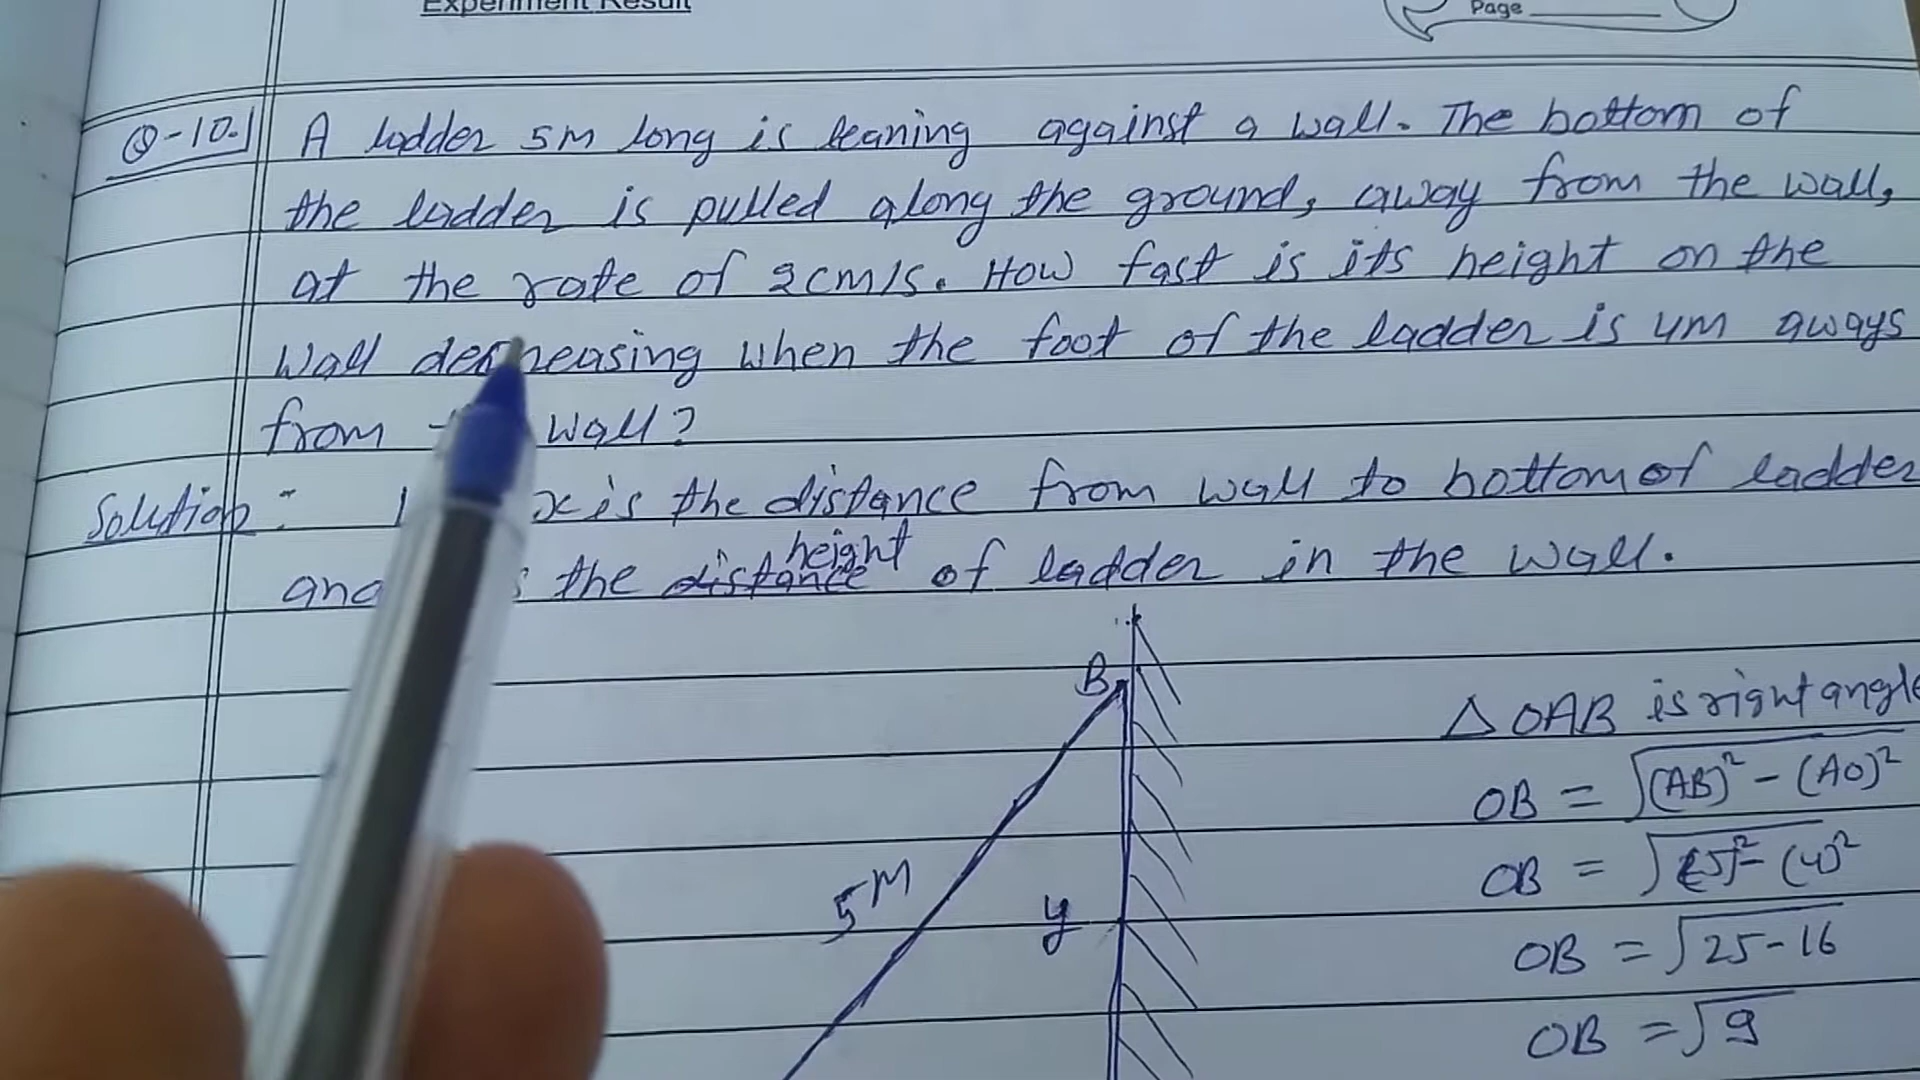 Experiment Result
Page
Q-10.
A ladder 5M long is leaning against a wall. The bottom of
the ladder is pulled along the ground, away from the wall,
at the rate of 2cm/s. How fast is its height on the
wall decreasing when the foot of the ladder is 4m aways
from wall?
Solution:- x is the distance from wall to bottom of ladder
and the distance height of ladder in the wall.
B
5M
y
△OAB is right angle
OB = √(AB)² - (AO)²
OB = √(5)² - (4)²
OB = √25-16
OB = √9